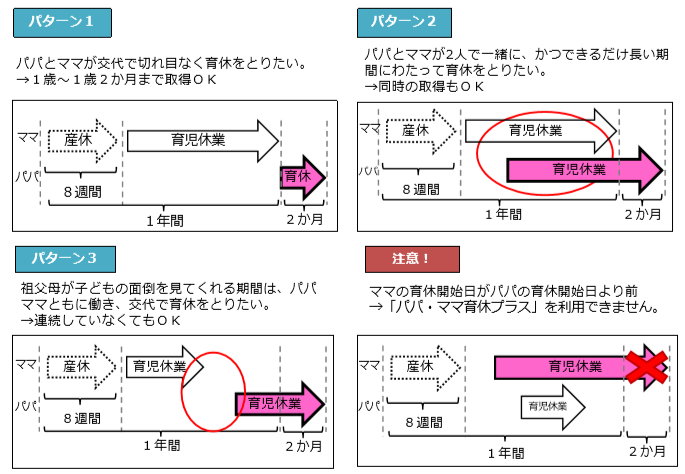 パターン１
パパとママが交代で切れ目なく育休をとりたい。
→１歳～１歳２か月まで取得ＯＫ
ママ
産休
育児休業
パパ
育休
８週間
１年間
２か月
パターン２
パパとママが2人で一緒に、かつできるだけ長い期
間にわたって育休をとりたい。
→同時の取得もＯＫ
ママ
産休
育児休業
パパ
育児休業
８週間
１年間
２か月
パターン３
祖父母が子どもの面倒を見てくれる期間は、パパ
ママともに働き、交代で育休をとりたい。
→連続していなくてもＯＫ
ママ
産休
育児休業
パパ
育児休業
８週間
１年間
２か月
注意！
ママの育休開始日がパパの育休開始日より前
→「パパ・ママ育休プラス」を利用できません。
ママ
産休
育児休業
パパ
育児休業
８週間
１年間
２か月